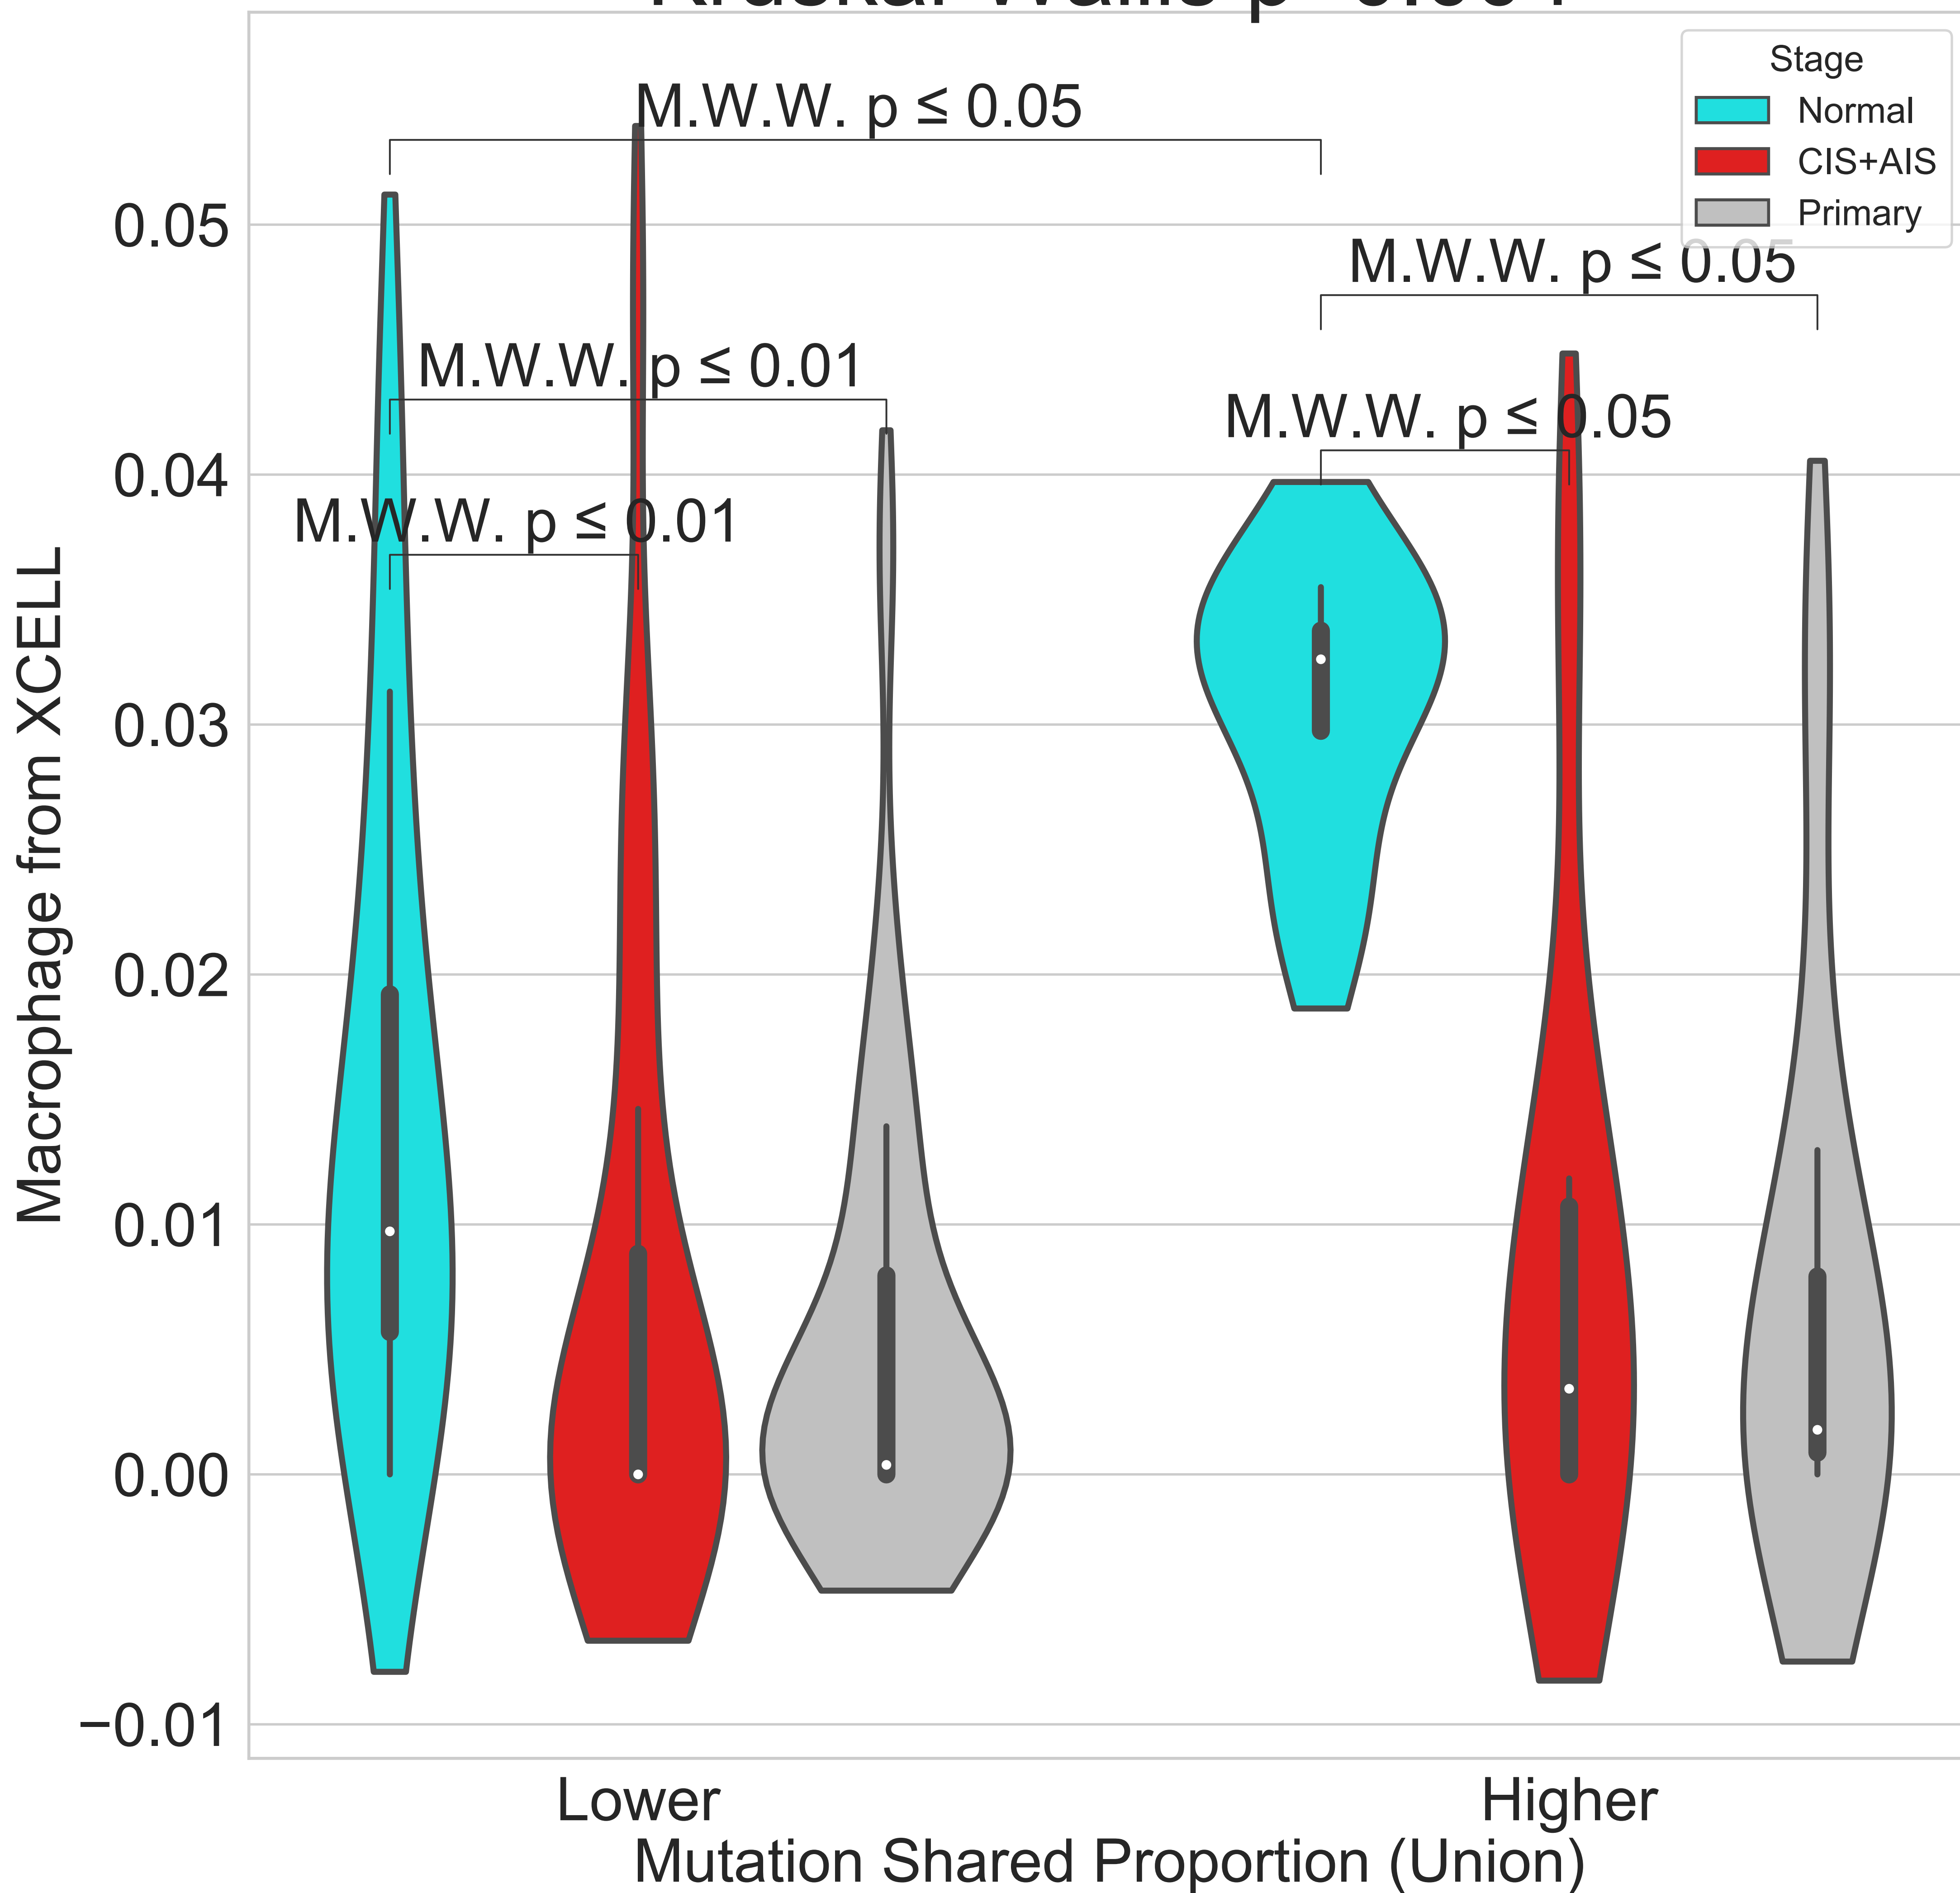 Stage
Normal
CIS+AIS
Primary
M.W.W. p ≤ 0.05
M.W.W. p ≤ 0.05
M.W.W. p ≤ 0.01
M.W.W. p ≤ 0.05
M.W.W. p ≤ 0.01
Macrophage from XCELL
0.05
0.04
0.03
0.02
0.01
0.00
−0.01
Lower
Higher
Mutation Shared Proportion (Union)